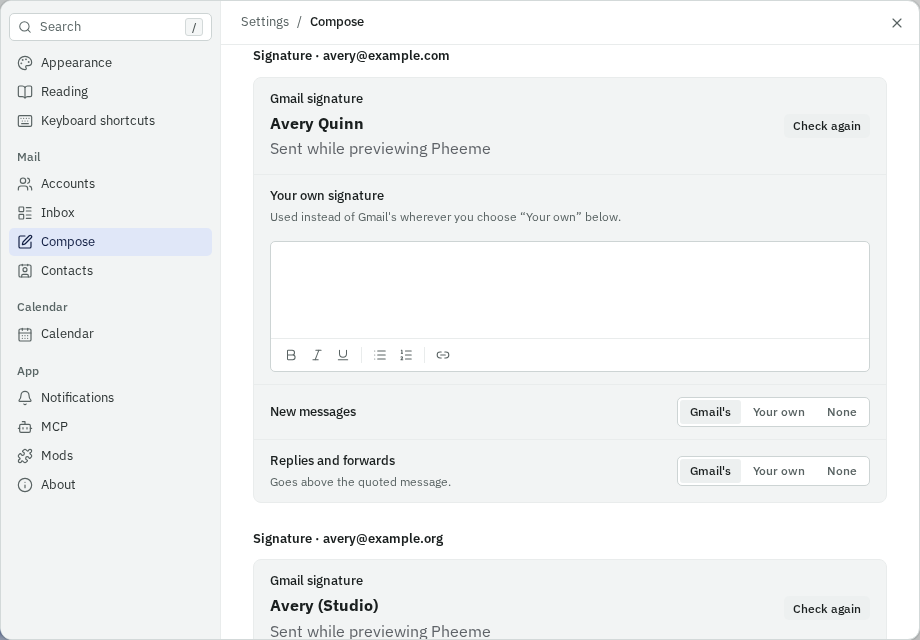 Search /
Appearance
Reading
Keyboard shortcuts
Mail
Accounts
Inbox
Compose
Contacts
Calendar
Calendar
App
Notifications
MCP
Mods
About
Settings / Compose
Signature · avery@example.com
Gmail signature
Avery Quinn
Sent while previewing Pheeme
Check again
Your own signature
Used instead of Gmail's wherever you choose “Your own” below.
B I U
New messages
Gmail's Your own None
Replies and forwards
Goes above the quoted message.
Gmail's Your own None
Signature · avery@example.org
Gmail signature
Avery (Studio)
Sent while previewing Pheeme
Check again